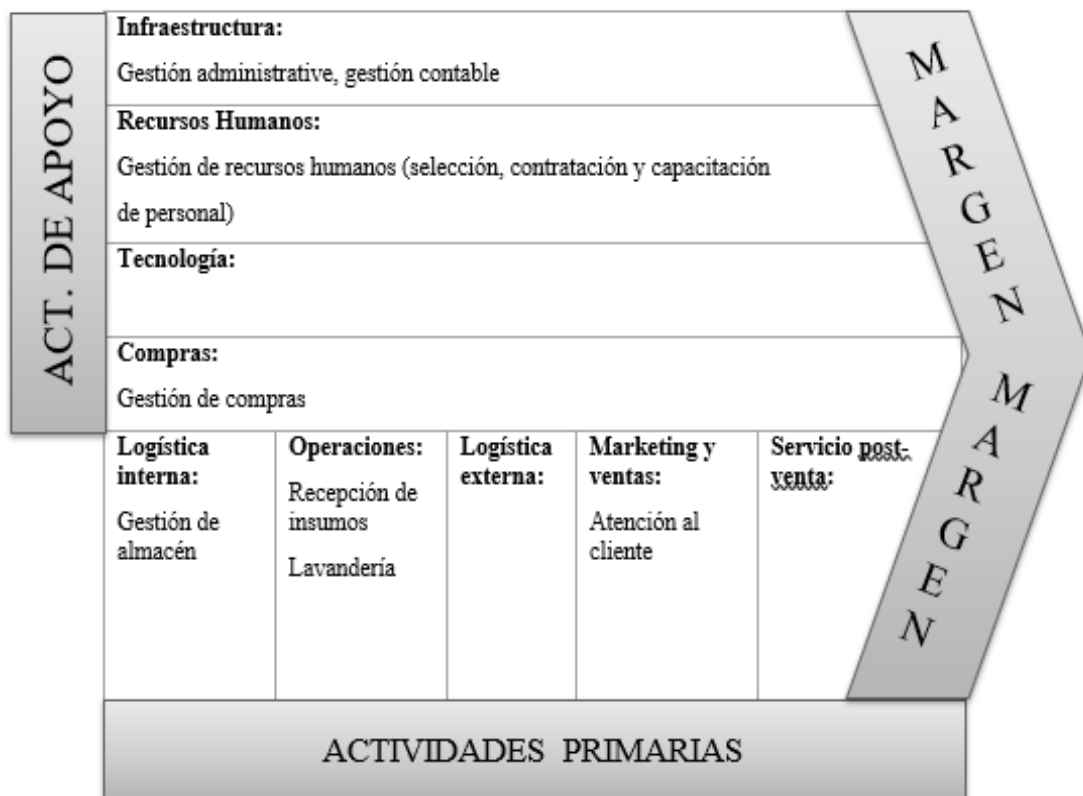 ACT. DE APOYO
Infraestructura:
Gestión administrative, gestión contable
Recursos Humanos:
Gestión de recursos humanos (selección, contratación y capacitación
de personal)
Tecnología:
Compras:
Gestión de compras
Logística
interna:
Gestión de
almacén
Operaciones:
Recepción de
insumos
Lavandería
Logística
externa:
Marketing y
ventas:
Atención al
cliente
Servicio post-
venta:
MARGEN
MARGEN
ACTIVIDADES PRIMARIAS